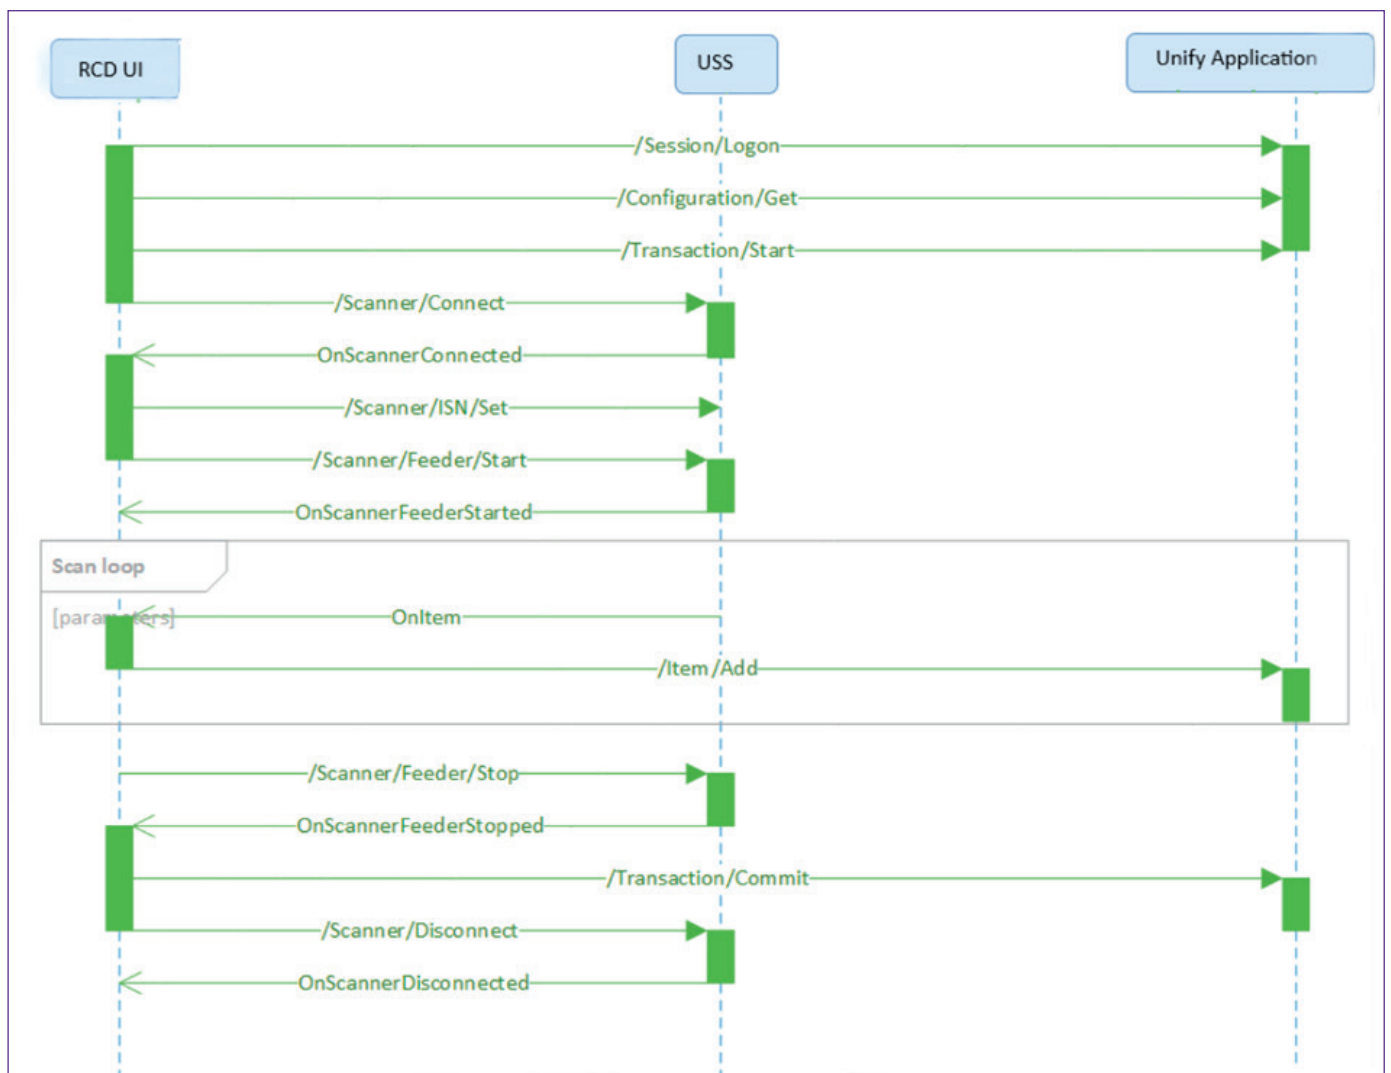 RCD UI
USS
Unify Application
/Session/Logon
/Configuration/Get
/Transaction/Start
/Scanner/Connect
OnScannerConnected
/Scanner/ISN/Set
/Scanner/Feeder/Start
OnScannerFeederStarted
Scan loop
[parameters]
OnItem
/Item/Add
/Scanner/Feeder/Stop
OnScannerFeederStopped
/Transaction/Commit
/Scanner/Disconnect
OnScannerDisconnected